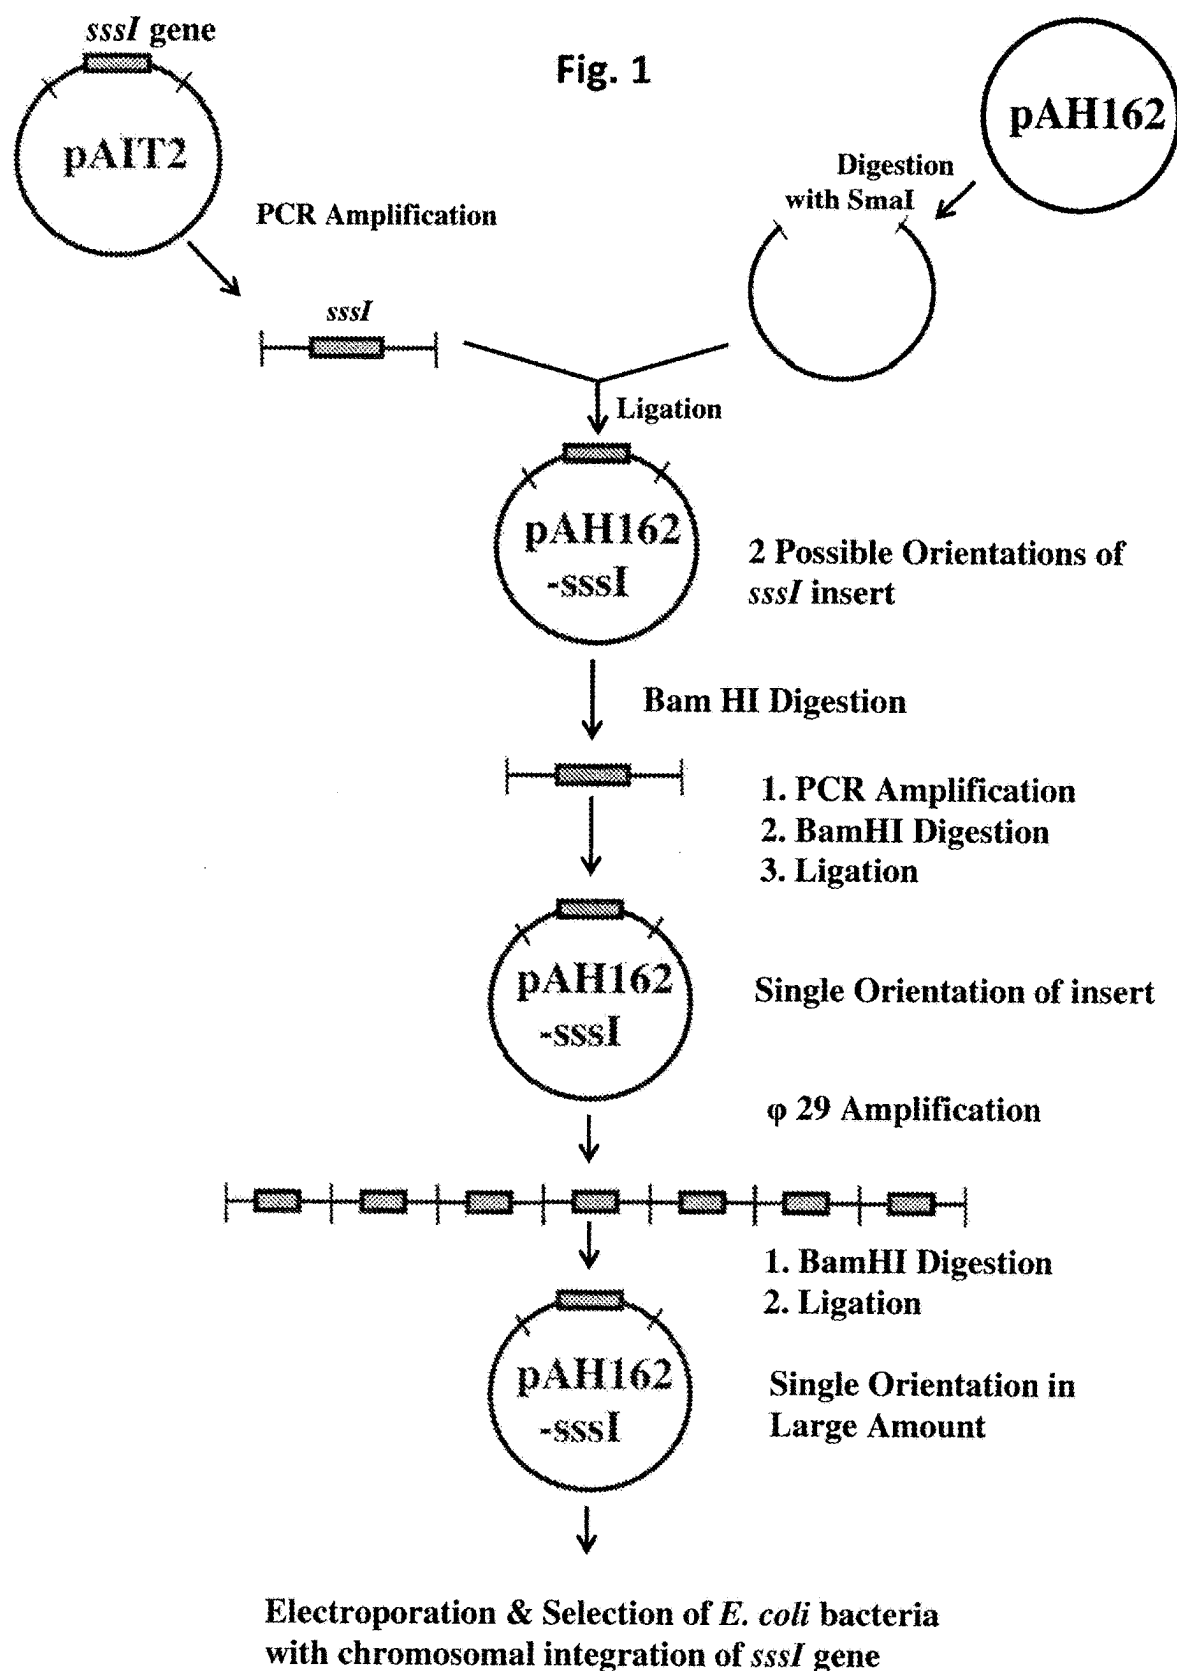 sssI gene
Fig. 1
pAH162
pAIT2
Digestion
with SmaI
PCR Amplification
sssI
Ligation
pAH162
-sssI
2 Possible Orientations of
sssI insert
Bam HI Digestion
1. PCR Amplification
2. BamHI Digestion
3. Ligation
pAH162
-sssI
Single Orientation of insert
φ 29 Amplification
1. BamHI Digestion
2. Ligation
pAH162
-sssI
Single Orientation in
Large Amount
Electroporation & Selection of E. coli bacteria
with chromosomal integration of sssI gene